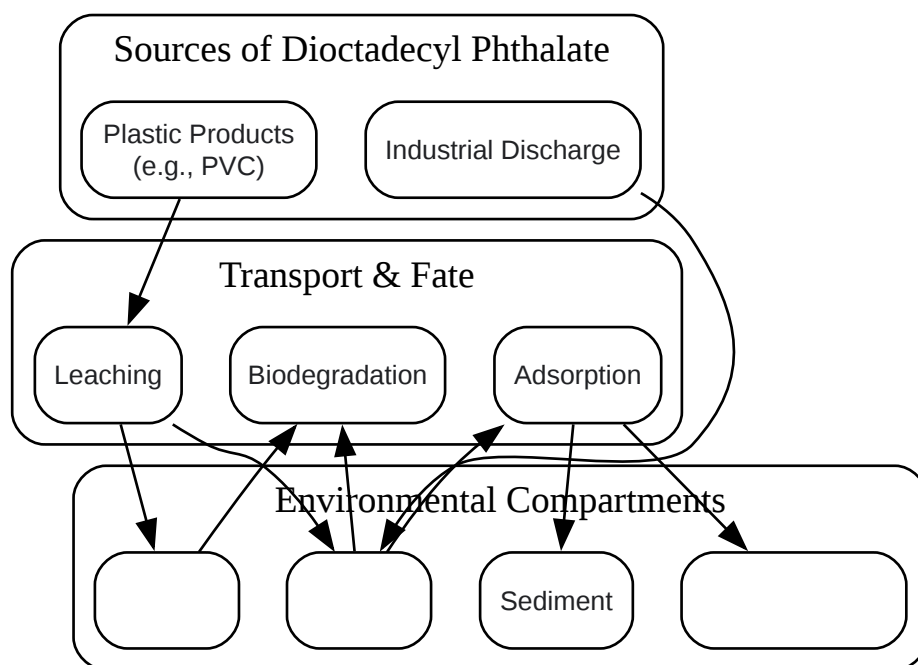 Sources of Dioctadecyl Phthalate
Plastic Products
(e.g., PVC)
Industrial Discharge
Transport & Fate
Leaching
Biodegradation
Adsorption
Environmental Compartments
Sediment